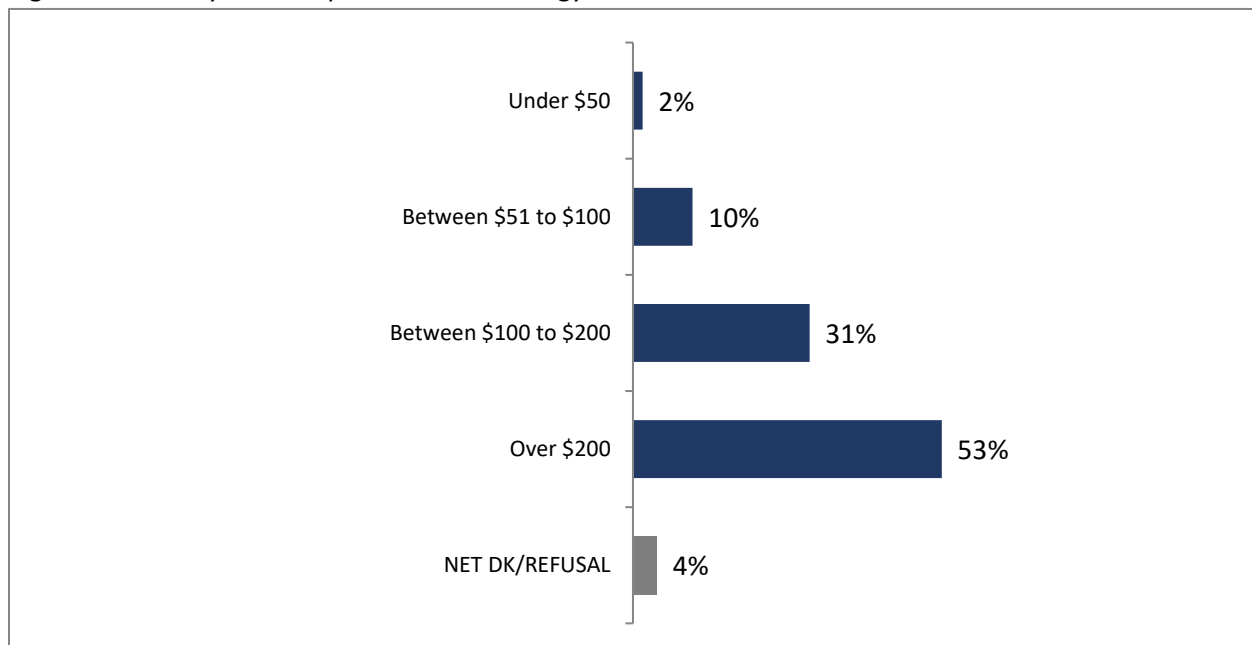 Under $50
2%
Between $51 to $100
10%
Between $100 to $200
31%
Over $200
53%
NET DK/REFUSAL
4%